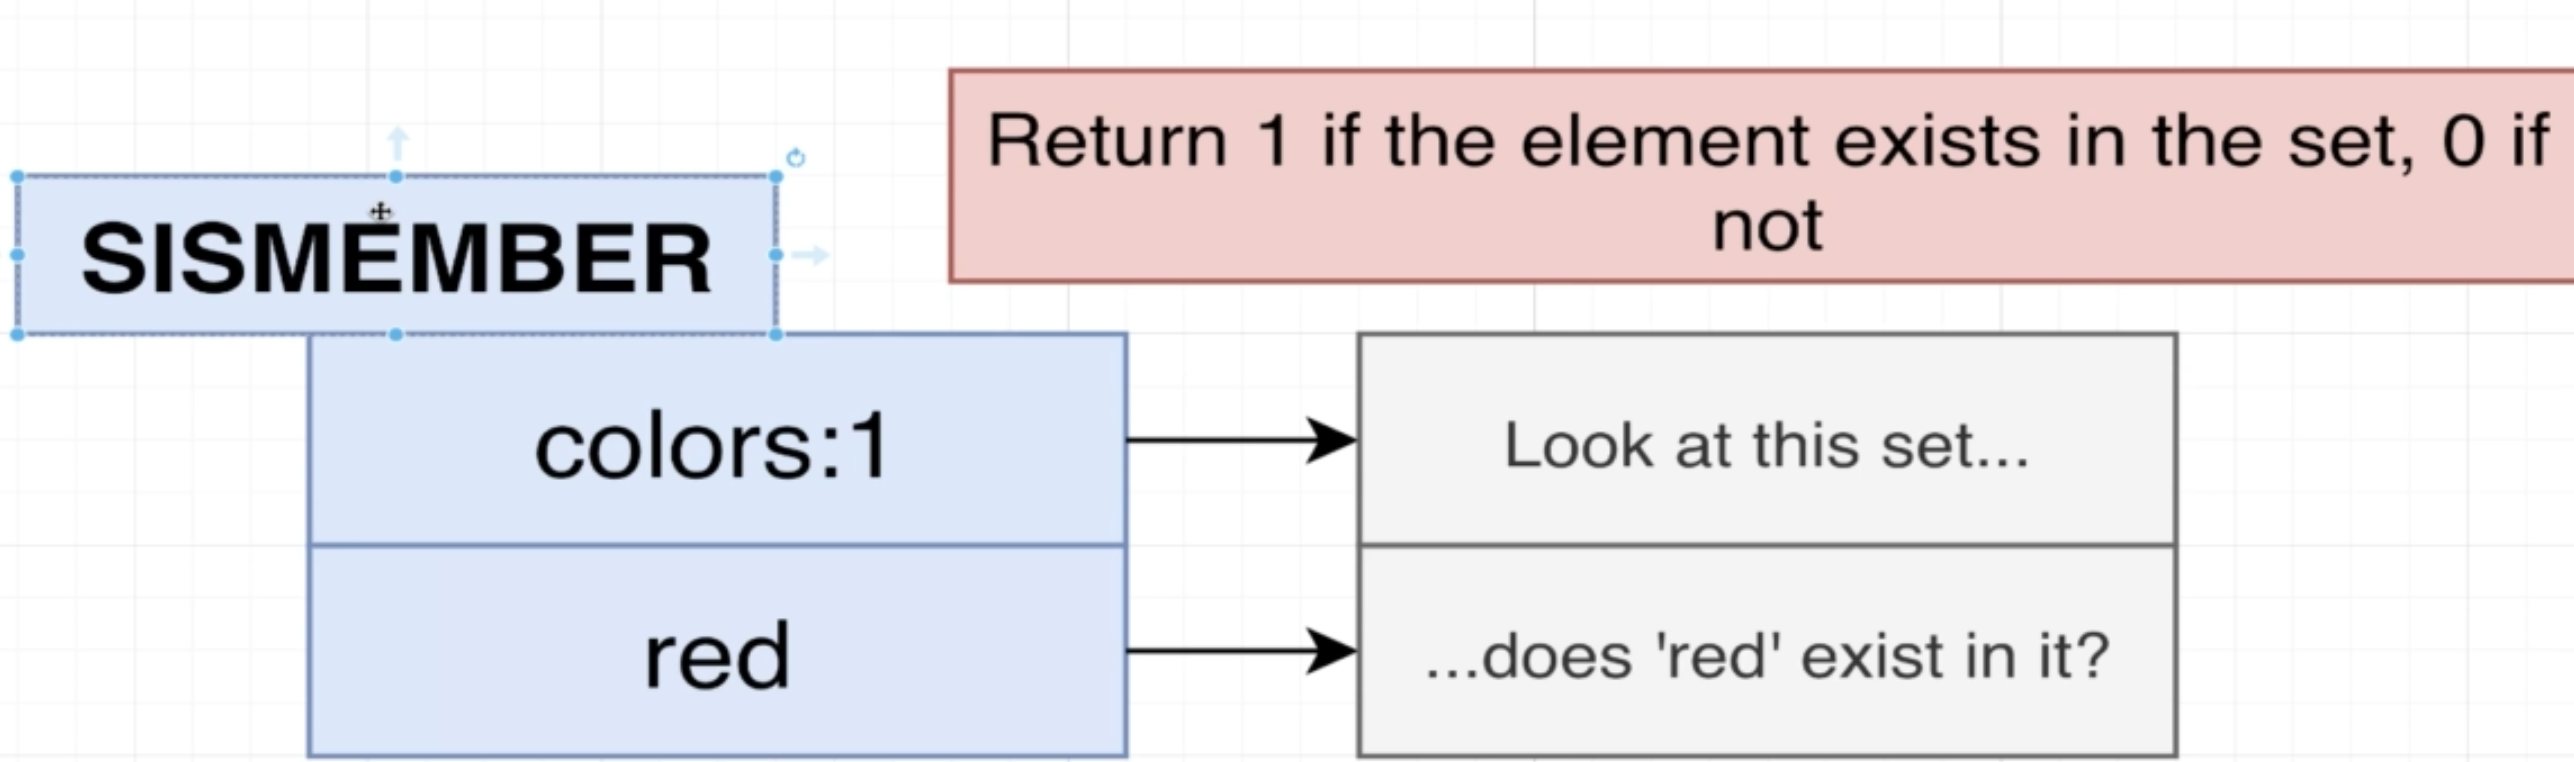 Return 1 if the element exists in the set, 0 if
not
SISMEMBER
colors:1
Look at this set...
red
...does 'red' exist in it?